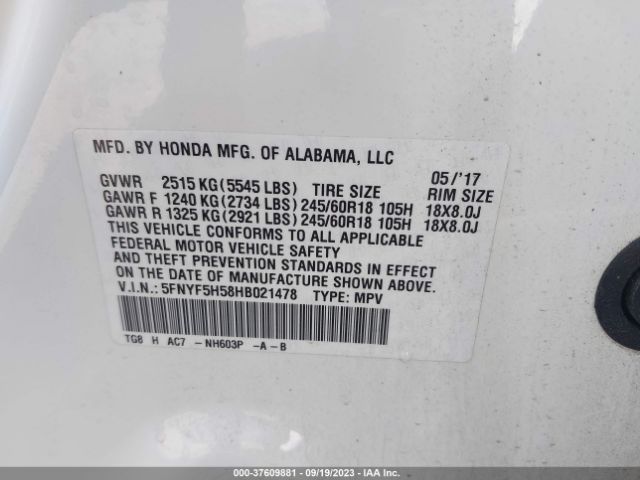 MFD. BY HONDA MFG. OF ALABAMA, LLC 05/'17
GVWR 2515 KG (5545 LBS) TIRE SIZE RIM SIZE
GAWR F 1240 KG (2734 LBS) 245/60R18 105H 18X8.0J
GAWR R 1325 KG (2921 LBS) 245/60R18 105H 18X8.0J
THIS VEHICLE CONFORMS TO ALL APPLICABLE
FEDERAL MOTOR VEHICLE SAFETY
AND THEFT PREVENTION STANDARDS IN EFFECT
ON THE DATE OF MANUFACTURE SHOWN ABOVE.
V.I.N.: 5FNYF5H58HB021478 TYPE: MPV
TG8 H AC7 -NH603P -A-B
000-37609881 - 09/19/2023 - IAA Inc.